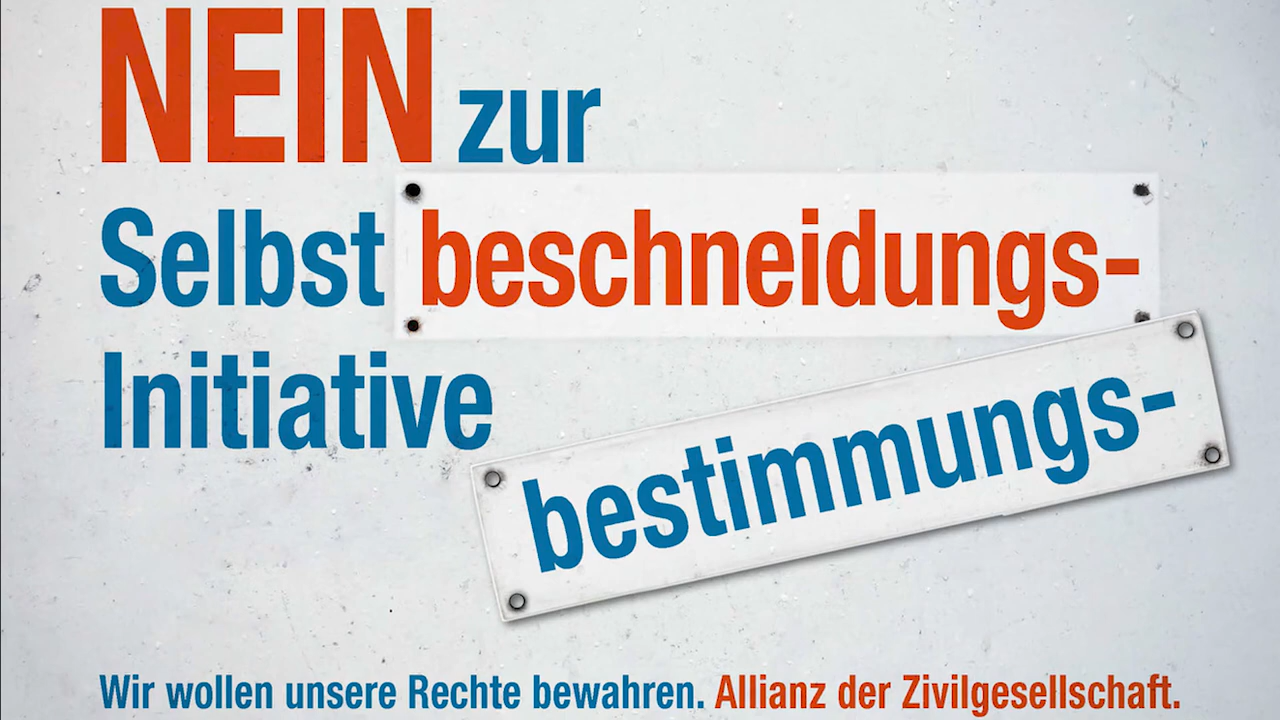 NEIN zur
Selbst beschneidungs-
Initiative
bestimmungs-
Wir wollen unsere Rechte bewahren. Allianz der Zivilgesellschaft.